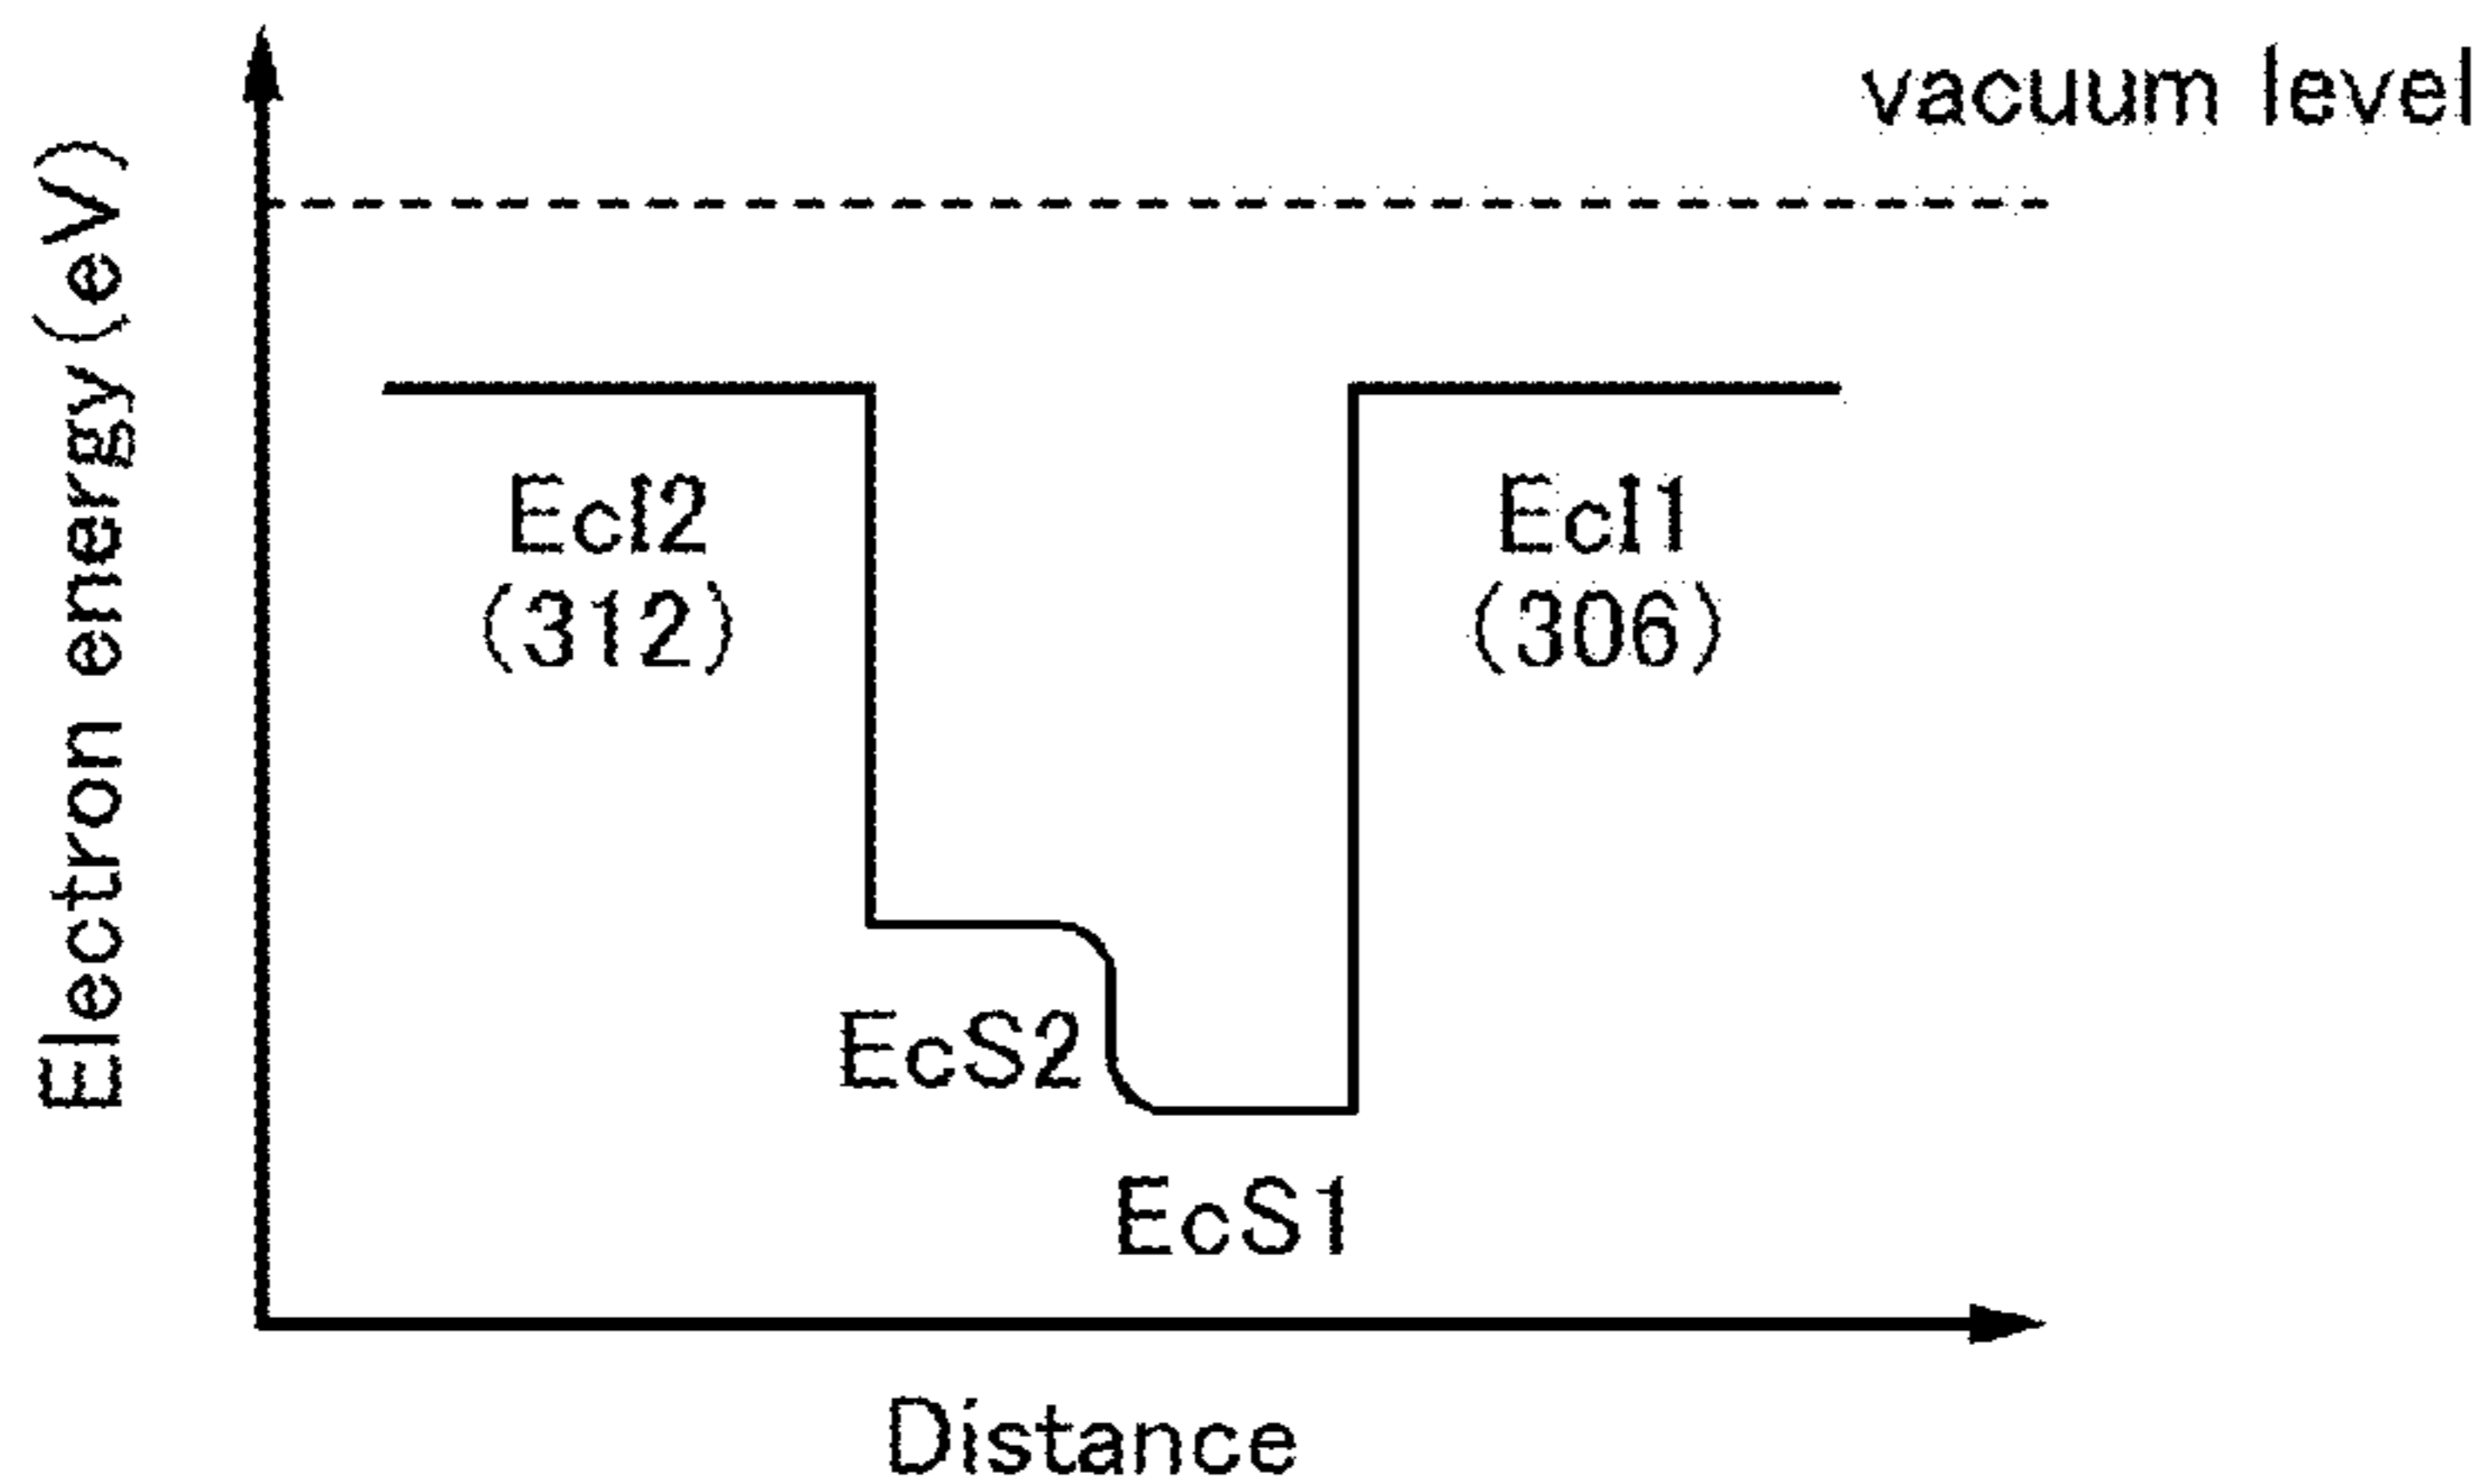 vacuum level
Electron energy(eV)
EcI2
(312)
EcI1
(306)
EcS2
EcS1
Distance